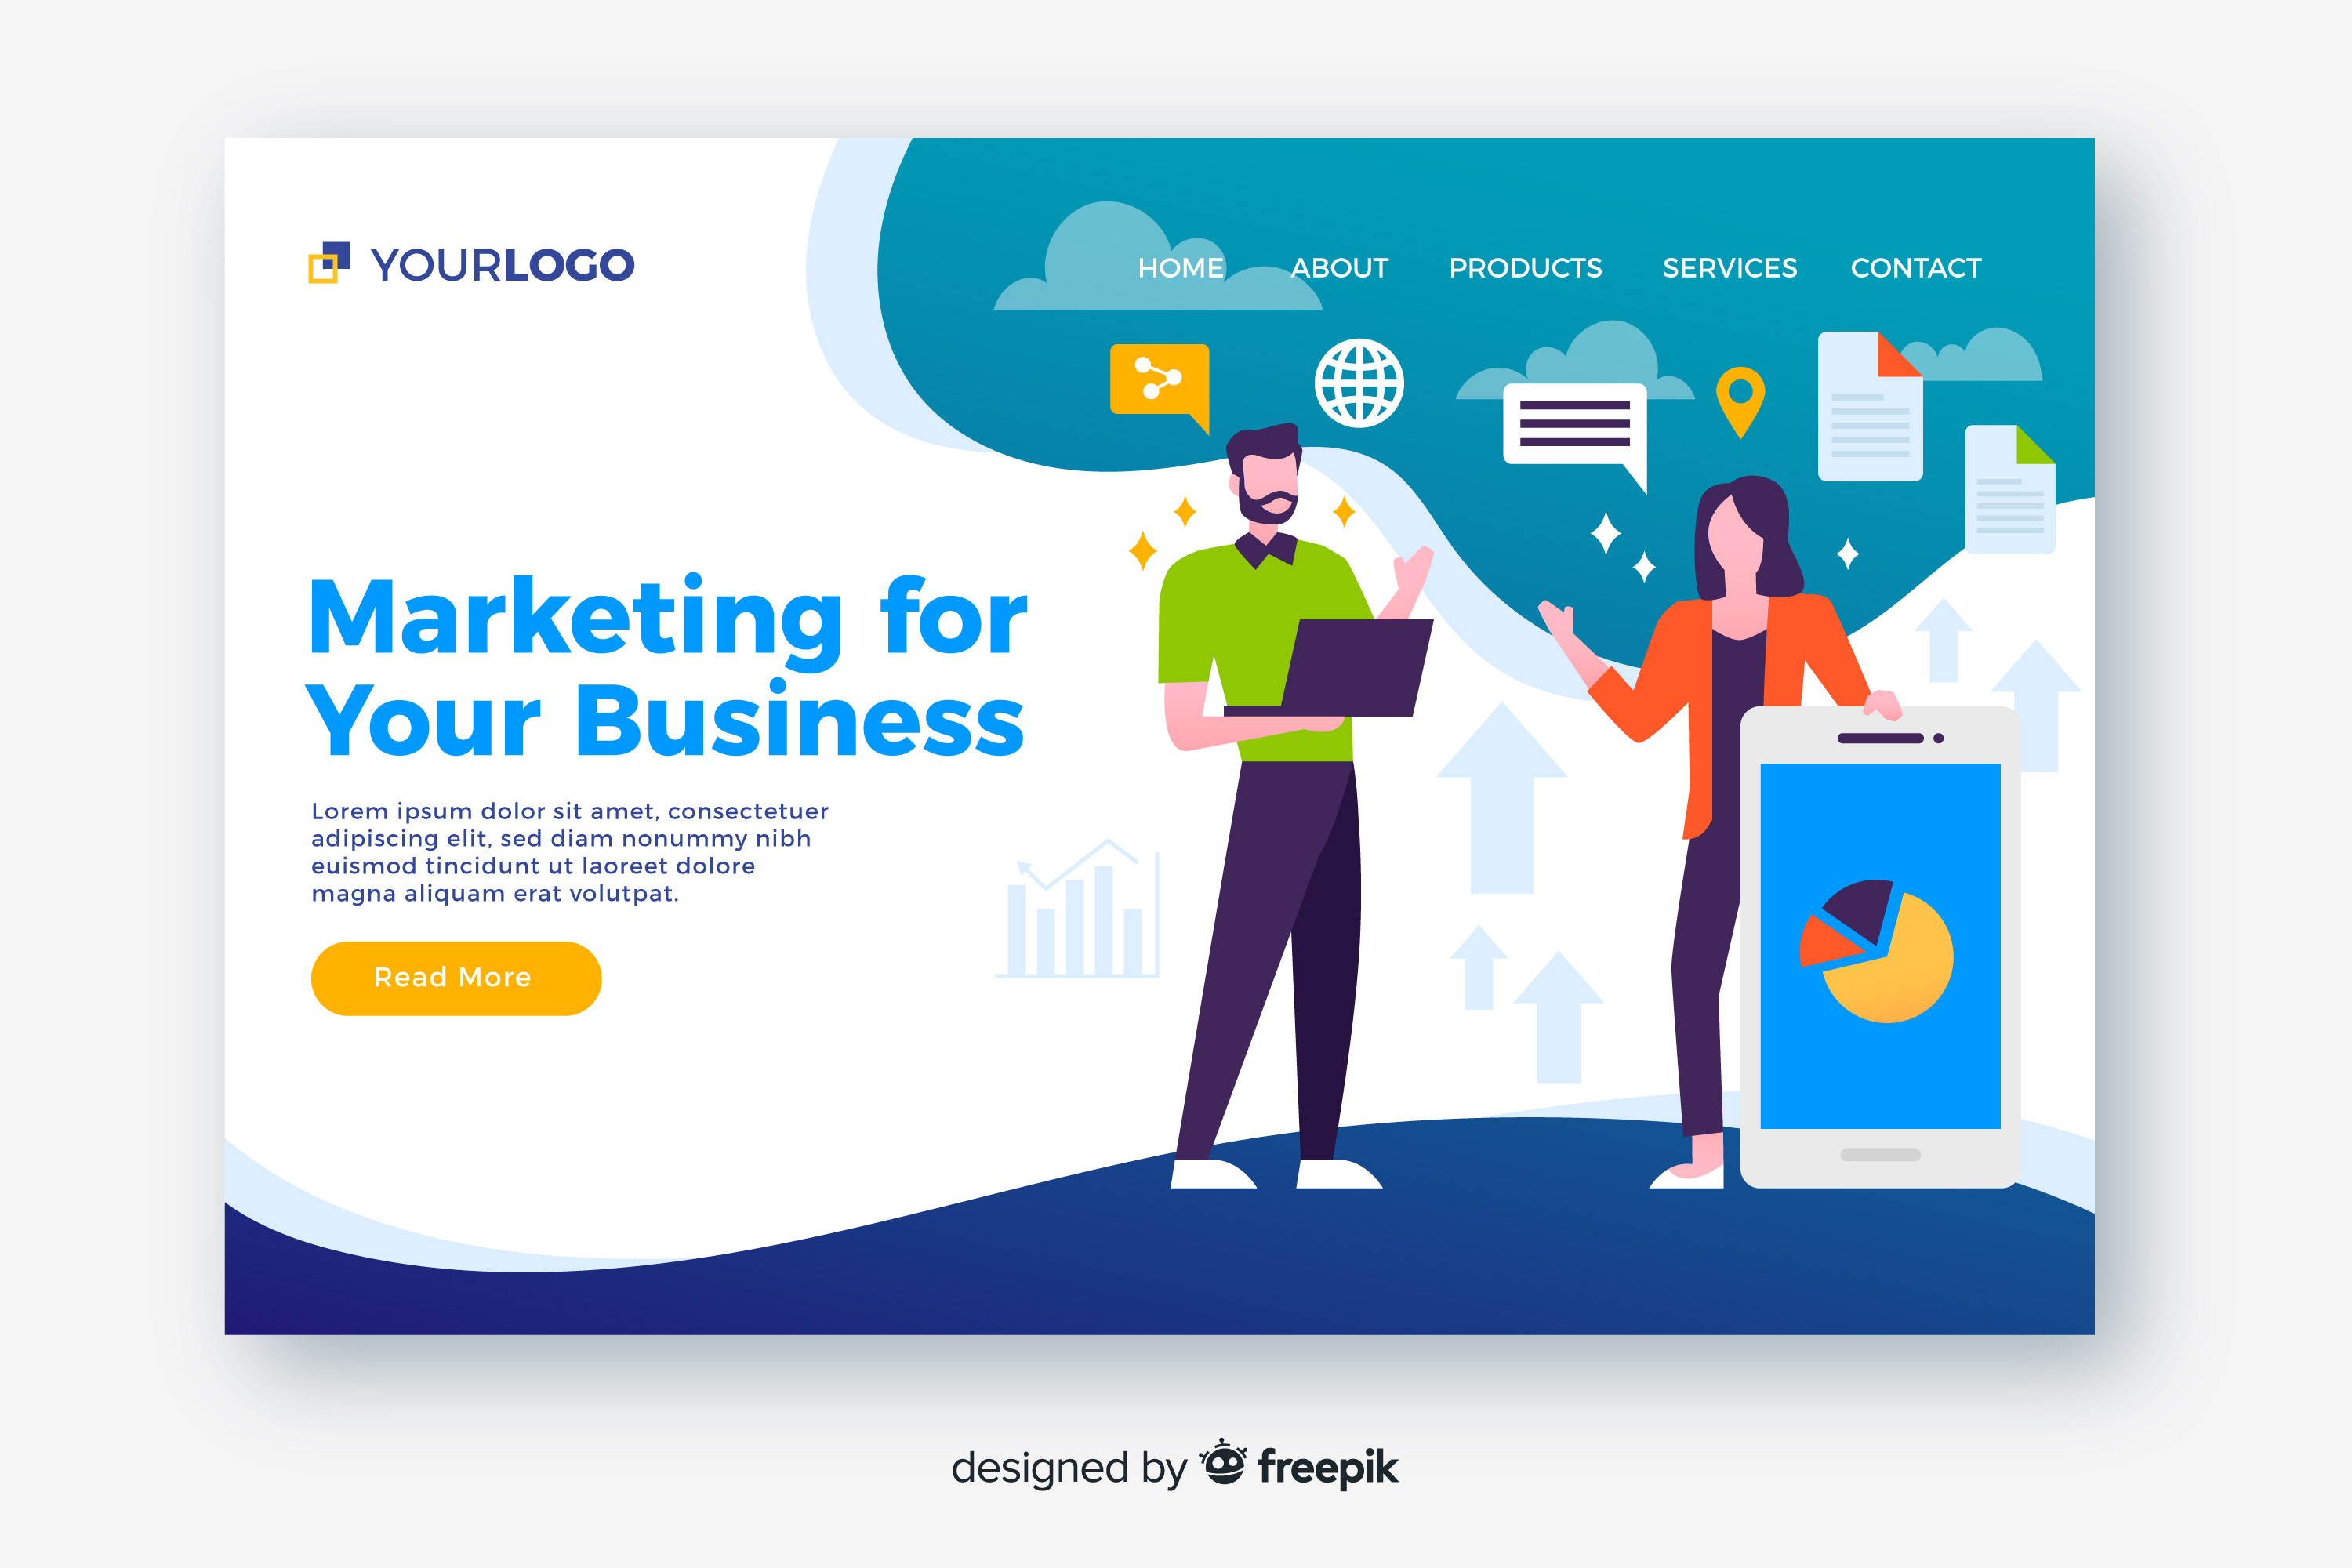 YOURLOGO
HOME ABOUT PRODUCTS SERVICES CONTACT
Marketing for
Your Business
Lorem ipsum dolor sit amet, consectetuer
adipiscing elit, sed diam nonummy nibh
euismod tincidunt ut laoreet dolore
magna aliquam erat volutpat.
Read More
designed by freepik